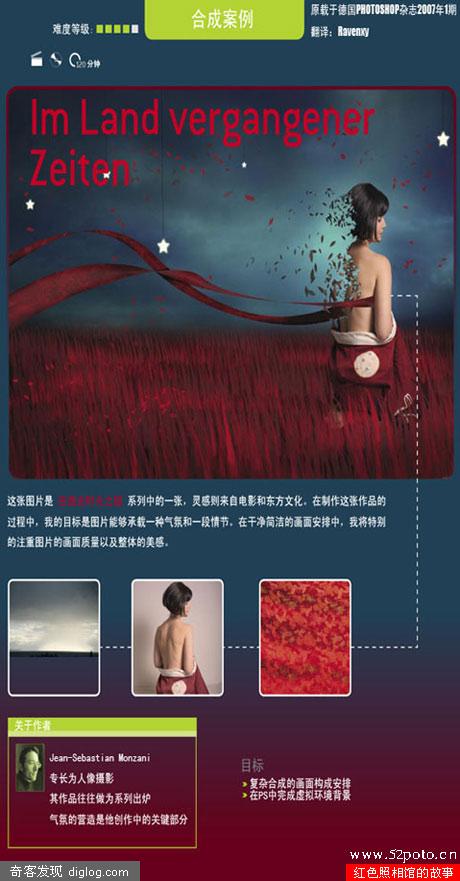 合成案例
原载于德国PHOTOSHOP杂志2007年1期
难度等级:
翻译: Ravenxy
120 分钟
Im Land vergangener
Zeiten
这张图片是 系列中的一张，灵感则来自电影和东方文化。在制作这张作品的
过程中，我的目标是图片能够承载一种气氛和一段情节。在干净简洁的画面安排中，我将特别
的注重图片的画面质量以及整体的美感。
关于作者
Jean-Sebastian Monzani
专长为人像摄影
其作品往往做为系列出炉
气氛的营造是他创作中的关键部分
目标
复杂合成的画面构成安排
在PS中完成虚拟环境背景
www.52poto.cn
奇客发现 diglog.com
红色照相馆的故事